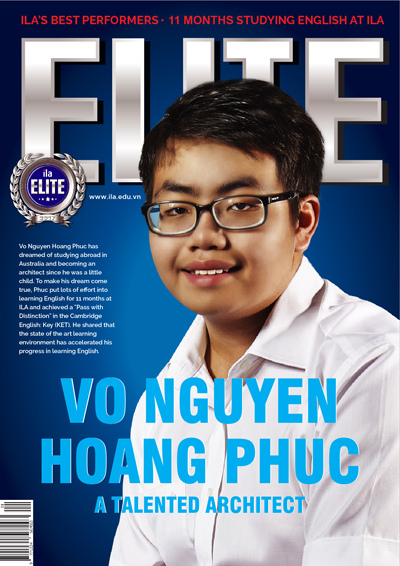 ILA'S BEST PERFORMERS • 11 MONTHS STUDYING ENGLISH AT ILA
ELITE
ila
ELITE
www.ila.edu.vn
Vo Nguyen Hoang Phuc has
dreamed of studying abroad in
Australia and becoming an
architect since he was a little
child. To make his dream come
true, Phuc put lots of effort into
learning English for 11 months at
ILA and achieved a "Pass with
Distinction" in the Cambridge
English: Key (KET). He shared that
the state of the art learning
environment has accelerated his
progress in learning English.
VO NGUYEN
HOANG PHUC
A TALENTED ARCHITECT